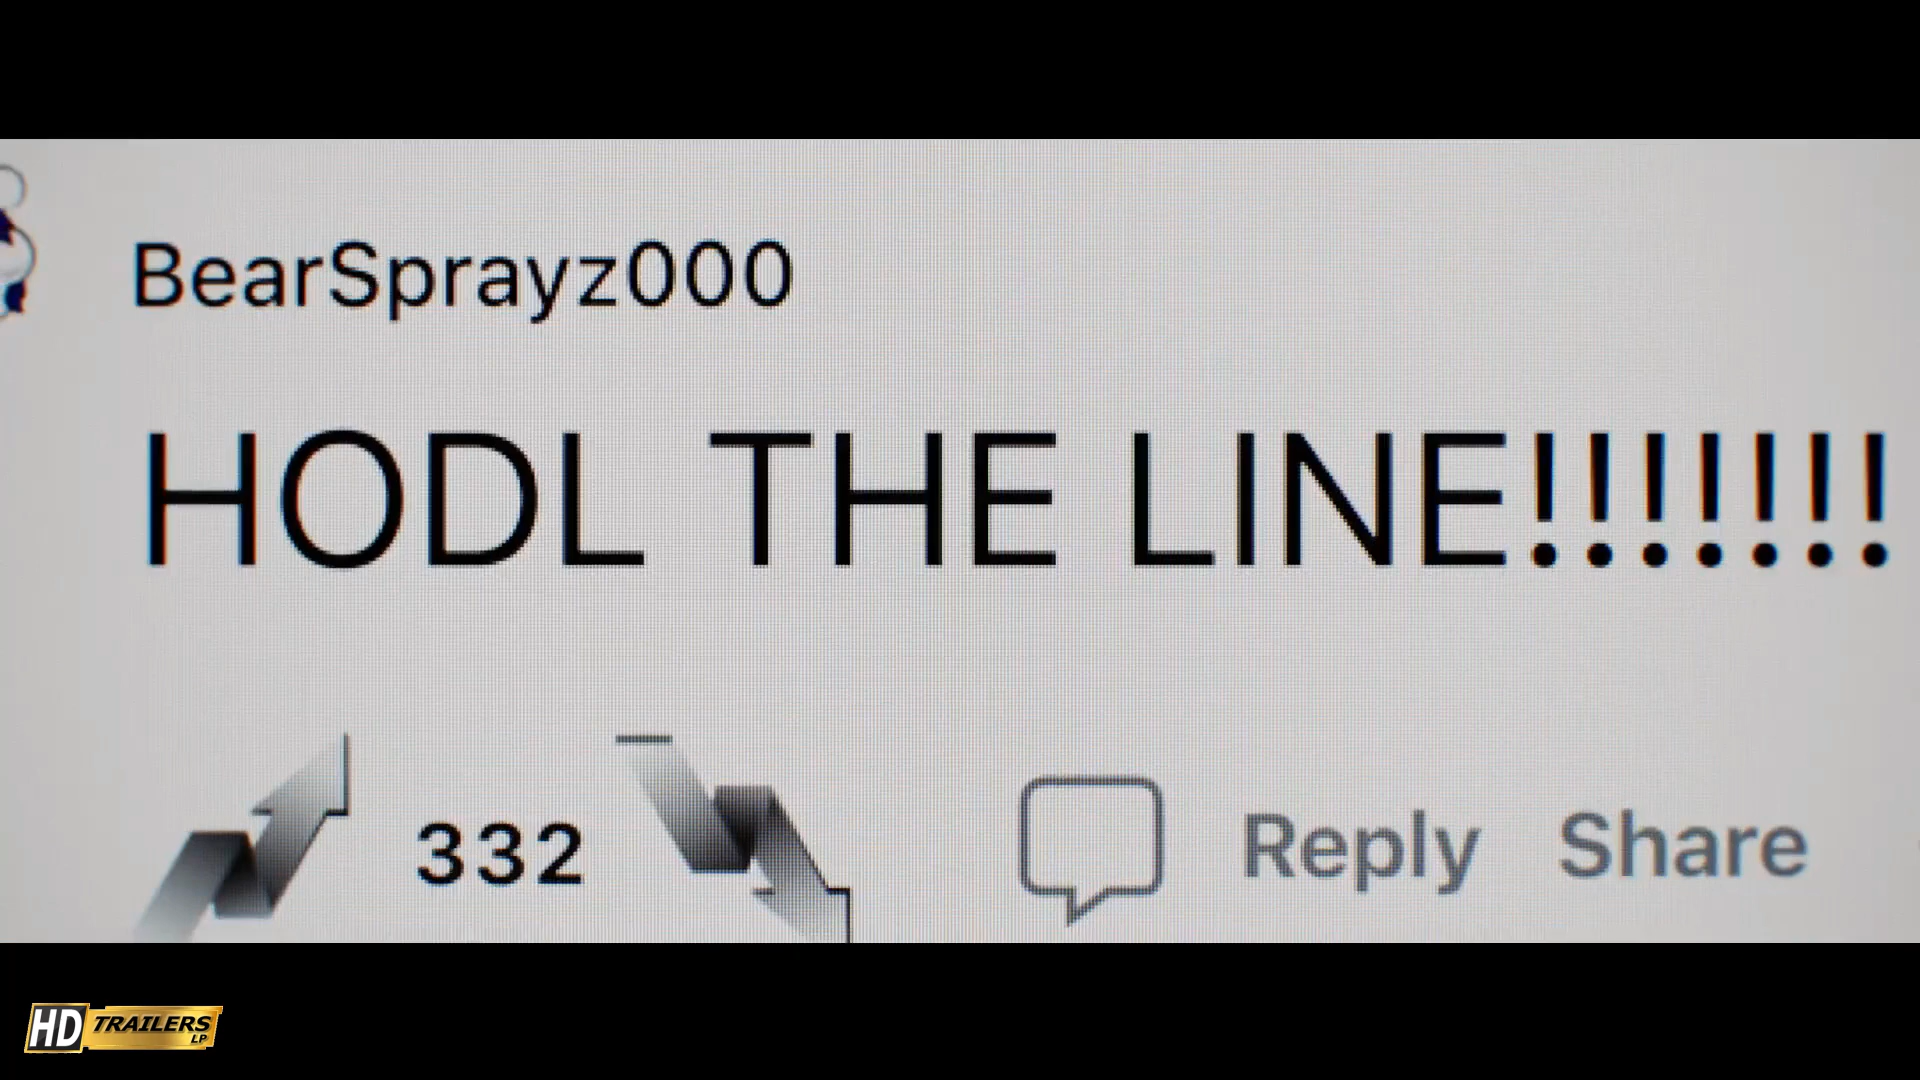 BearSprayz000
HODL THE LINE!!!!!!!
332 Reply Share
HD TRAILERS LP